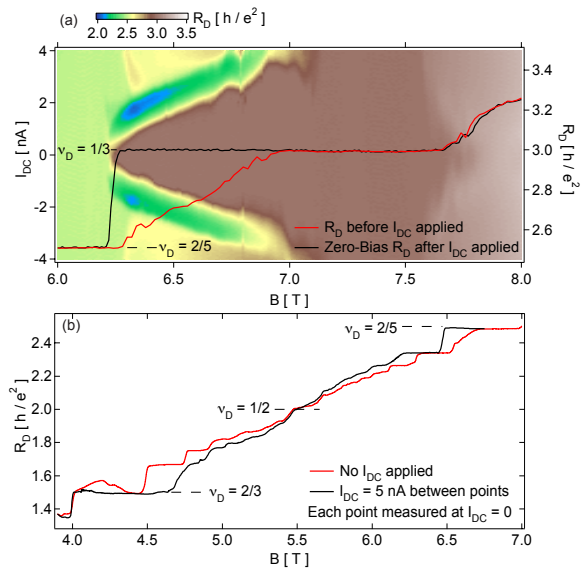 (a)
2.0 2.5 3.0 3.5 R_D [ h / e² ]
4
2
0
-2
-4
I_DC [ nA ]
ν_D = 1/3
ν_D = 2/5
R_D before I_DC applied
Zero-Bias R_D after I_DC applied
3.4
3.2
3.0
2.8
2.6
R_D [ h / e² ]
6.0 6.5 7.0 7.5 8.0
B [ T ]
(b)
2.4
2.2
2.0
1.8
1.6
1.4
R_D [ h / e² ]
ν_D = 2/5
ν_D = 1/2
ν_D = 2/3
No I_DC applied
I_DC = 5 nA between points
Each point measured at I_DC = 0
4.0 4.5 5.0 5.5 6.0 6.5 7.0
B [ T ]